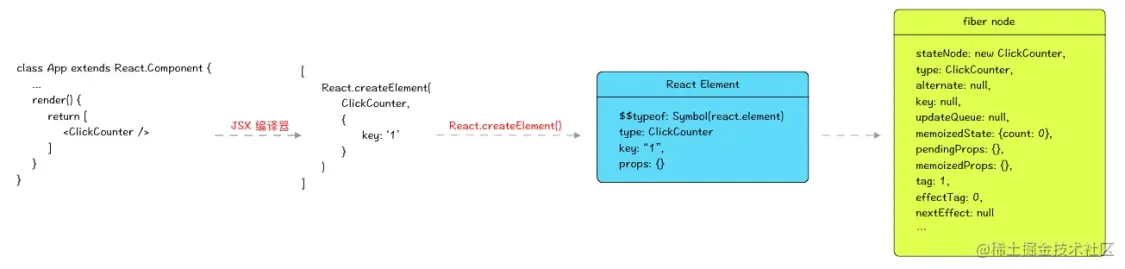 class App extends React.Component {
...
render() {
return [
<ClickCounter />
]
}
}
JSX 编译器
[
React.createElement(
ClickCounter,
{
key: ‘1’
}
)
]
React.createElement()
React Element
$$typeof: Symbol(react.element)
type: ClickCounter
key: “1”,
props: {}
fiber node
stateNode: new ClickCounter,
type: ClickCounter,
alternate: null,
key: null,
updateQueue: null,
memoizedState: {count: 0},
pendingProps: {},
memoizedProps: {},
tag: 1,
effectTag: 0,
nextEffect: null
...
@稀土掘金技术社区